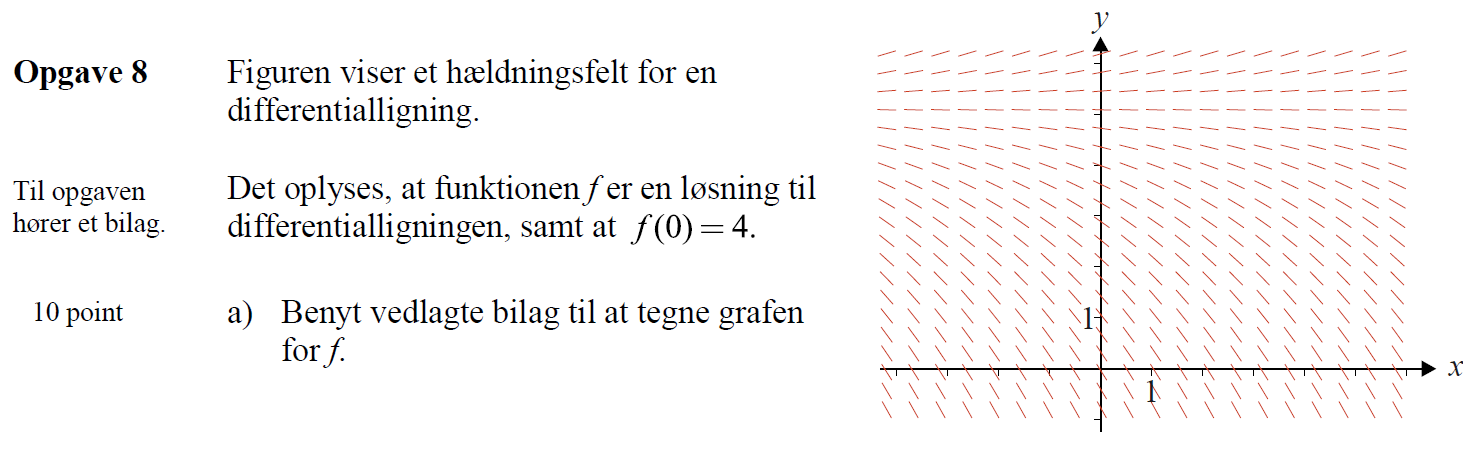 Opgave 8
Figuren viser et hældningsfelt for en
differentialligning.
Til opgaven
hører et bilag.
Det oplyses, at funktionen f er en løsning til
differentialligningen, samt at f(0) = 4.
10 point
a) Benyt vedlagte bilag til at tegne grafen
for f.
y
1
1
x